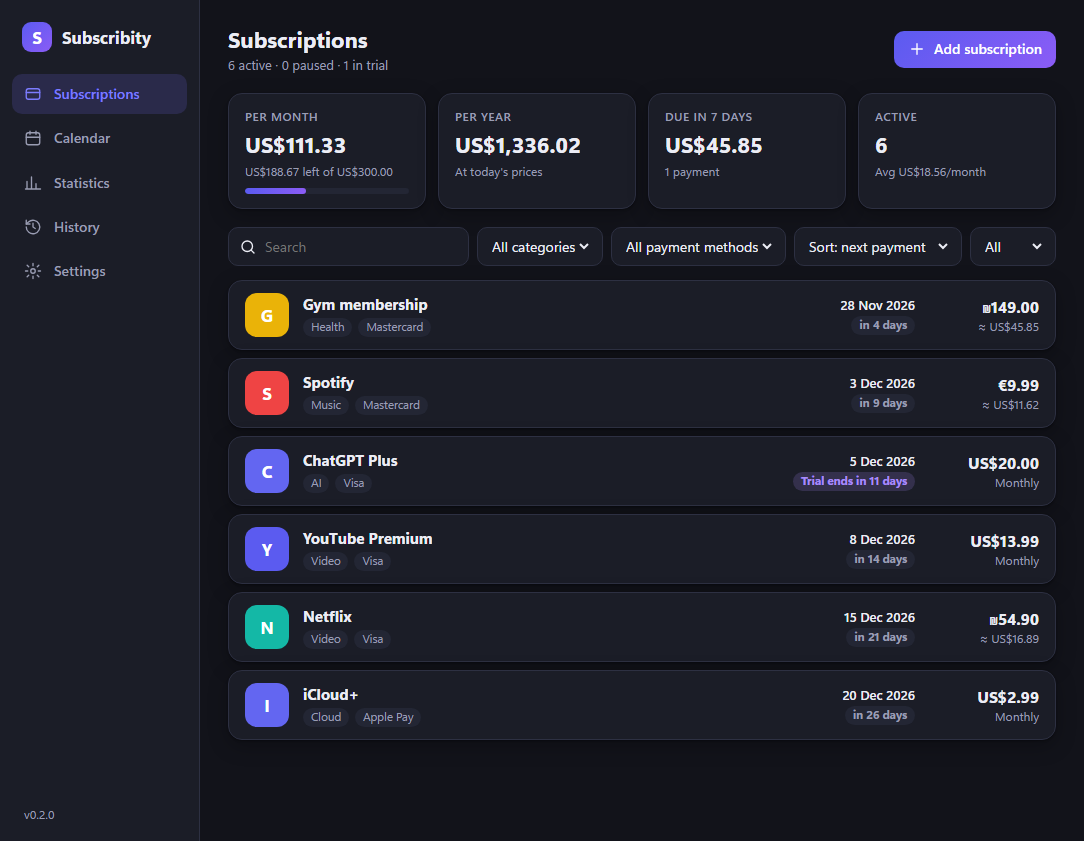 S Subscribity
Subscriptions
Calendar
Statistics
History
Settings
v0.2.0
Subscriptions
6 active · 0 paused · 1 in trial
+ Add subscription
PER MONTH
US$111.33
US$188.67 left of US$300.00
PER YEAR
US$1,336.02
At today's prices
DUE IN 7 DAYS
US$45.85
1 payment
ACTIVE
6
Avg US$18.56/month
Search
All categories
All payment methods
Sort: next payment
All
G
Gym membership
Health Mastercard
28 Nov 2026
in 4 days
₪149.00
≈ US$45.85
S
Spotify
Music Mastercard
3 Dec 2026
in 9 days
€9.99
≈ US$11.62
C
ChatGPT Plus
AI Visa
5 Dec 2026
Trial ends in 11 days
US$20.00
Monthly
Y
YouTube Premium
Video Visa
8 Dec 2026
in 14 days
US$13.99
Monthly
N
Netflix
Video Visa
15 Dec 2026
in 21 days
₪54.90
≈ US$16.89
I
iCloud+
Cloud Apple Pay
20 Dec 2026
in 26 days
US$2.99
Monthly